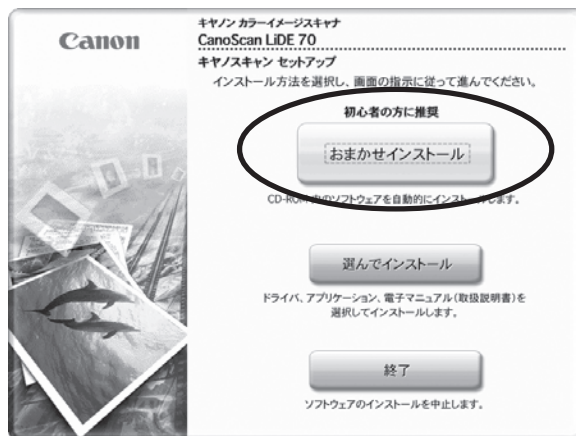 Canon
キヤノン カラーイメージスキャナ
CanoScan LiDE 70
キヤノスキャン セットアップ
インストール方法を選択し、画面の指示に従って進んでください。
初心者の方に推奨
おまかせインストール
CD-ROM内のソフトウェアを自動的にインストールします。
選んでインストール
ドライバ、アプリケーション、電子マニュアル(取扱説明書)を
選択してインストールします。
終了
ソフトウェアのインストールを中止します。